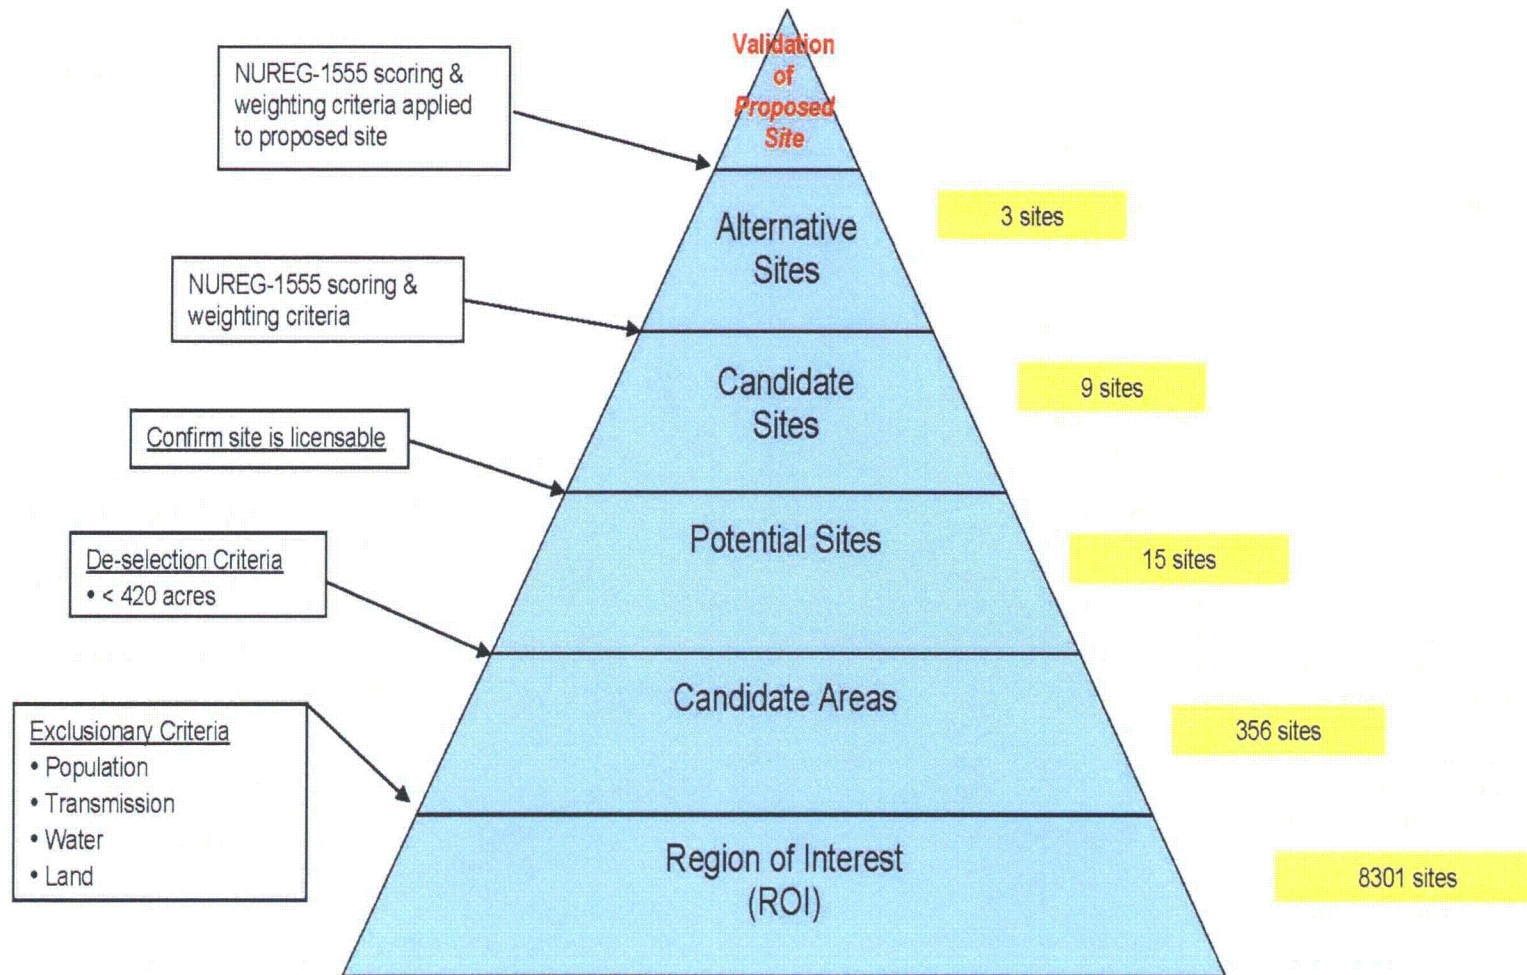 Validation
of
Proposed
Site
NUREG-1555 scoring &
weighting criteria applied
to proposed site
Alternative
Sites
3 sites
NUREG-1555 scoring &
weighting criteria
Candidate
Sites
9 sites
Confirm site is licensable
Potential Sites
15 sites
De-selection Criteria
• < 420 acres
Candidate Areas
356 sites
Exclusionary Criteria
• Population
• Transmission
• Water
• Land
Region of Interest
(ROI)
8301 sites